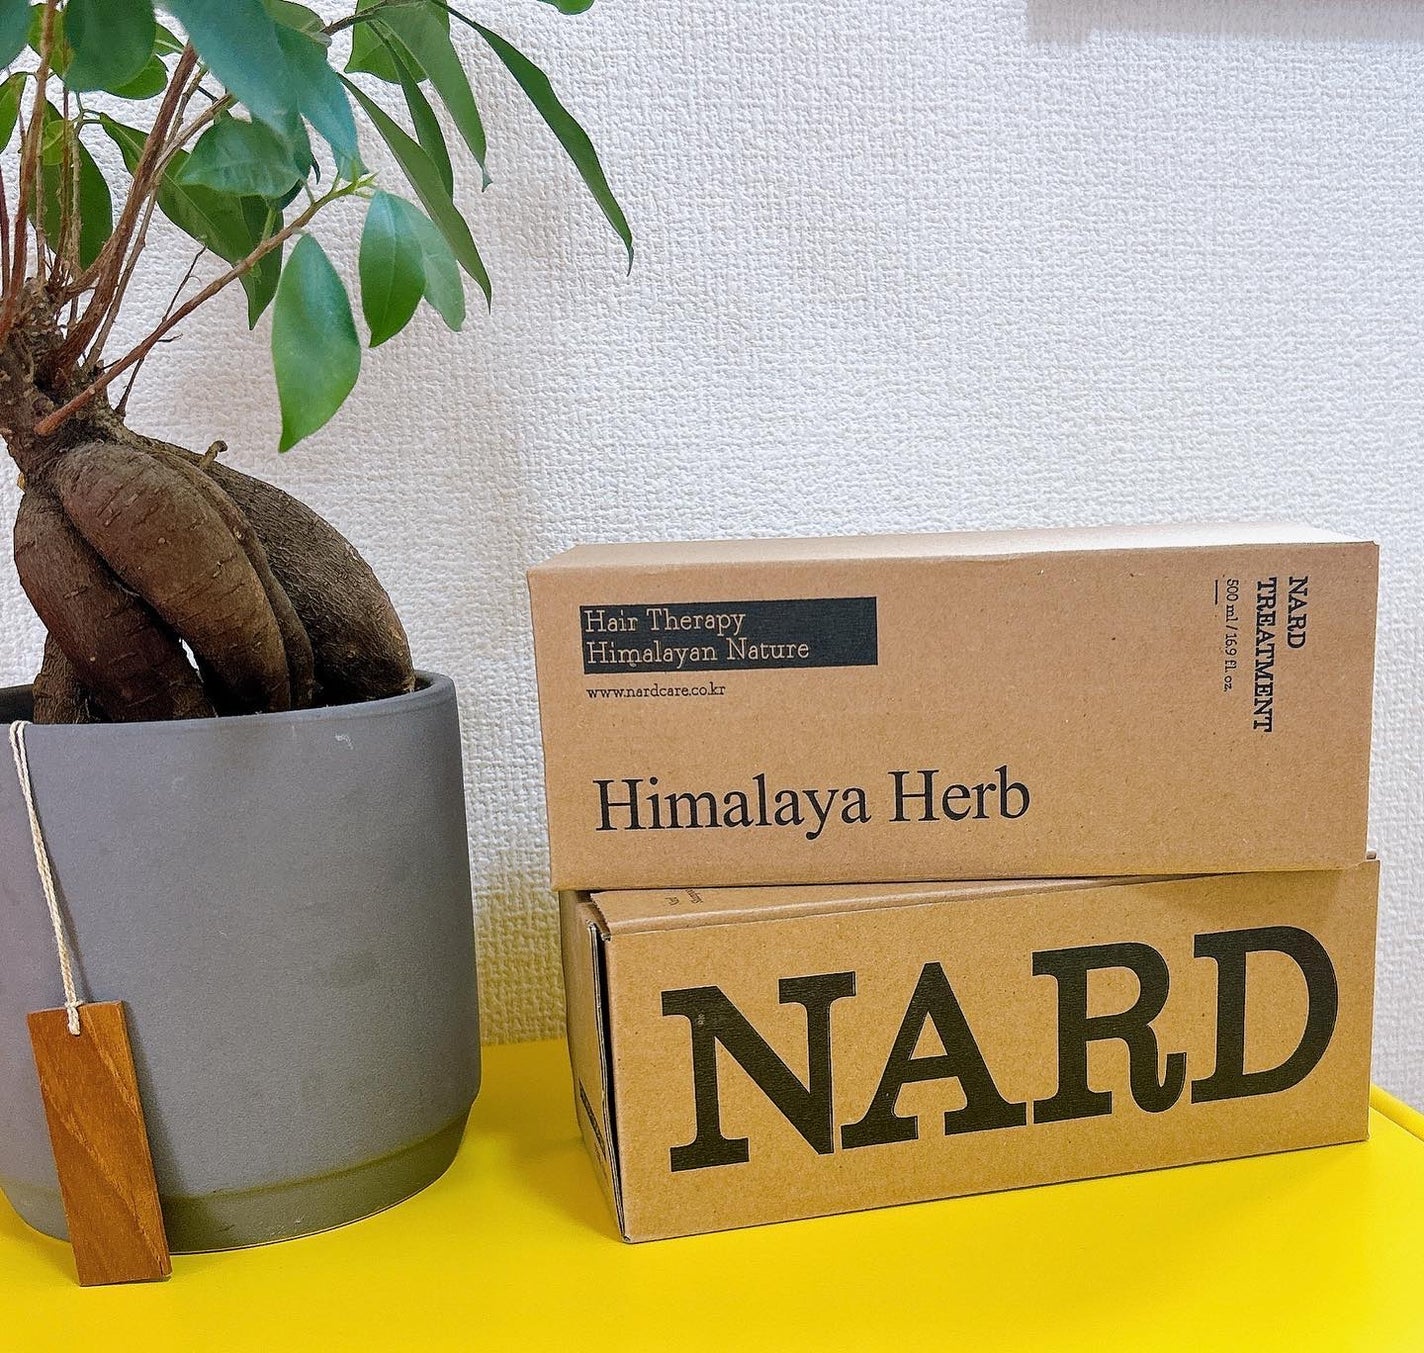 Hair Therapy
Himalayan Nature
www.nardcare.co.kr
NARD
TREATMENT
500 ml / 16.9 fl. oz.
Himalaya Herb
NARD